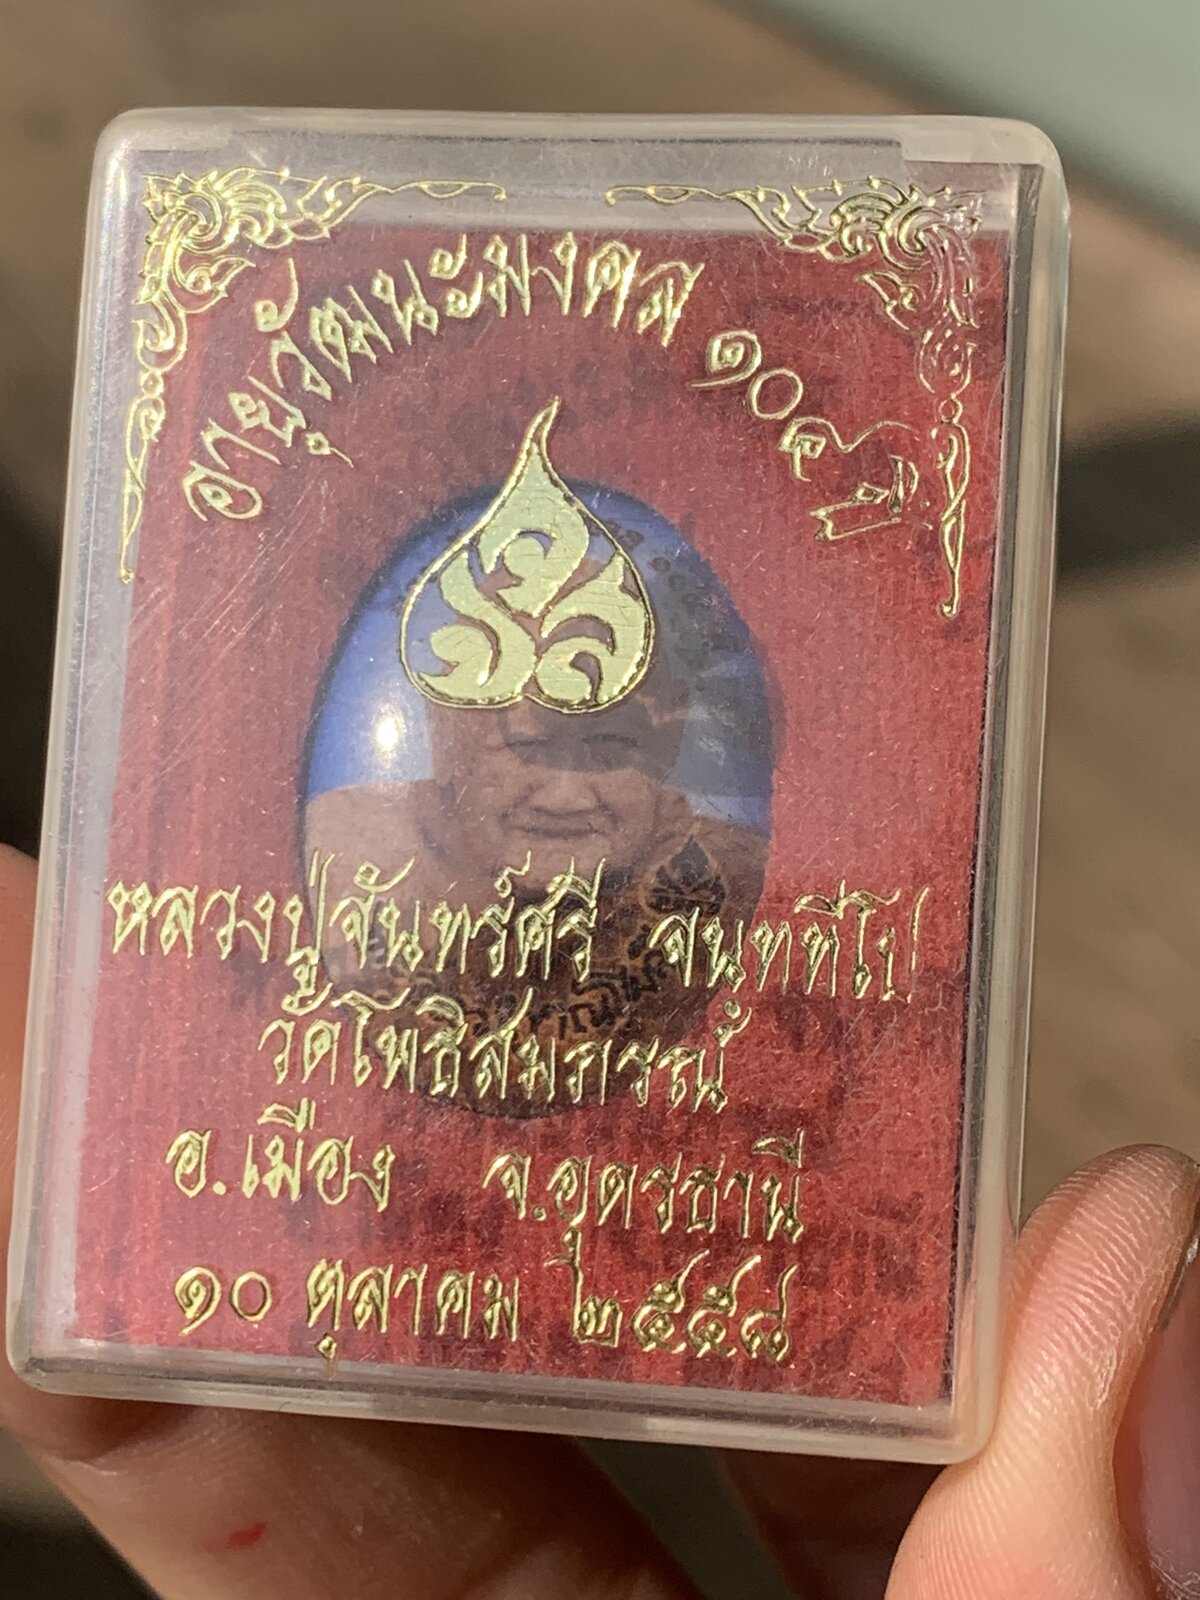 อายุวัฒนะมงคล ๑๐๔ ปี
หลวงปู่จันทร์ศรี จนฺททีโป
วัดโพธิสมภรณ์
อ.เมือง จ.อุดรธานี
๑๐ ตุลาคม ๒๕๕๘